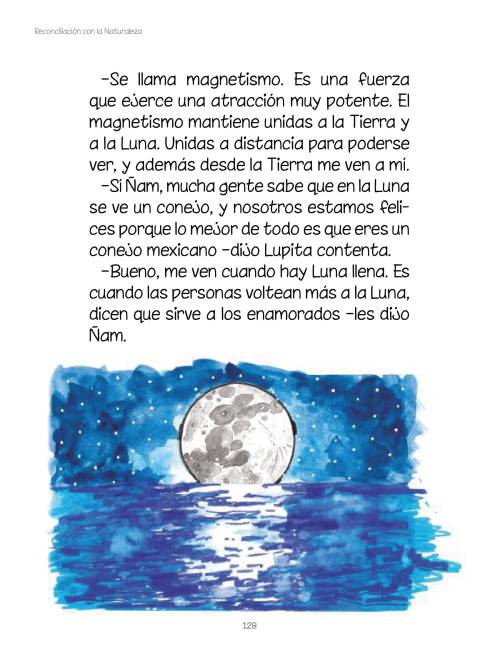 Reconciliación con la Naturaleza
–Se llama magnetismo. Es una fuerza
que ejerce una atracción muy potente. El
magnetismo mantiene unidas a la Tierra y
a la Luna. Unidas a distancia para poderse
ver, y además desde la Tierra me ven a mí.
–Sí Ñam, mucha gente sabe que en la Luna
se ve un conejo, y nosotros estamos feli-
ces porque lo mejor de todo es que eres un
conejo mexicano –dijo Lupita contenta.
–Bueno, me ven cuando hay Luna llena. Es
cuando las personas voltean más a la Luna,
dicen que sirve a los enamorados –les dijo
Ñam.
128